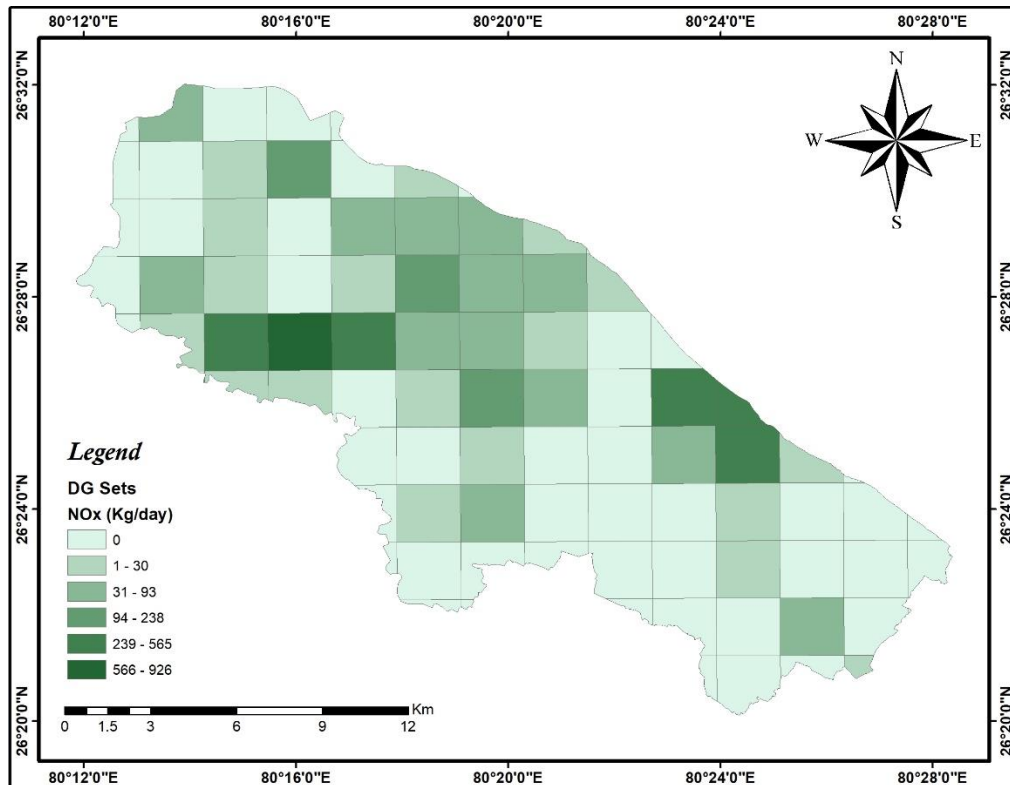 80°12'0"E 80°16'0"E 80°20'0"E 80°24'0"E 80°28'0"E
26°32'0"N 26°32'0"N
N
W E
S
26°28'0"N 26°28'0"N
Legend
DG Sets
NOx (Kg/day)
0
1 - 30
31 - 93
94 - 238
239 - 565
566 - 926
26°24'0"N 26°24'0"N
Km
0 1.5 3 6 9 12
26°20'0"N 26°20'0"N
80°12'0"E 80°16'0"E 80°20'0"E 80°24'0"E 80°28'0"E